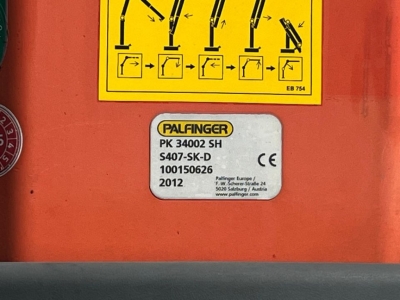 EB 754
PALFINGER
PK 34002 SH
S407-SK-D
100150626
2012
CE
Palfinger Europe /
F.-W.-Scherer-Straße 24
5020 Salzburg / Austria
www.palfinger.com